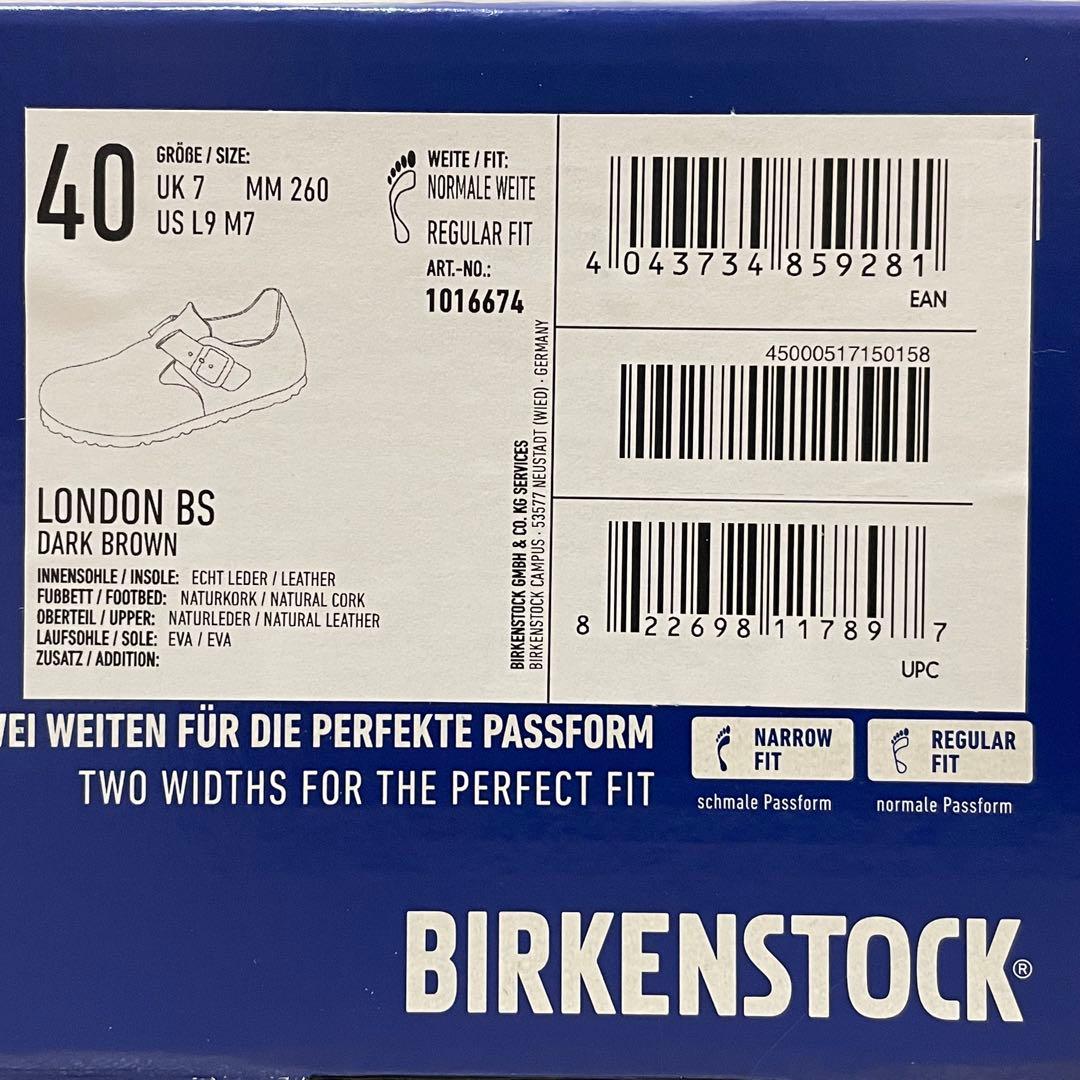 40
GRÖßE / SIZE:
UK 7 MM 260
US L9 M7
WEITE / FIT:
NORMALE WEITE
REGULAR FIT
ART.-NO.:
1016674
LONDON BS
DARK BROWN
INNENSOHLE / INSOLE: ECHT LEDER / LEATHER
FUBBETT / FOOTBED: NATURKORK / NATURAL CORK
OBERTEIL / UPPER: NATURLEDER / NATURAL LEATHER
LAUFSOHLE / SOLE: EVA / EVA
ZUSATZ / ADDITION:
BIRKENSTOCK GMBH & CO. KG SERVICES
BIRKENSTOCK CAMPUS · 53577 NEUSTADT (WIED) · GERMANY
4 043734 859281
EAN
45000517150158
8 22698 11789 7
UPC
VEI WEITEN FÜR DIE PERFEKTE PASSFORM
TWO WIDTHS FOR THE PERFECT FIT
NARROW
FIT
schmale Passform
REGULAR
FIT
normale Passform
BIRKENSTOCK®